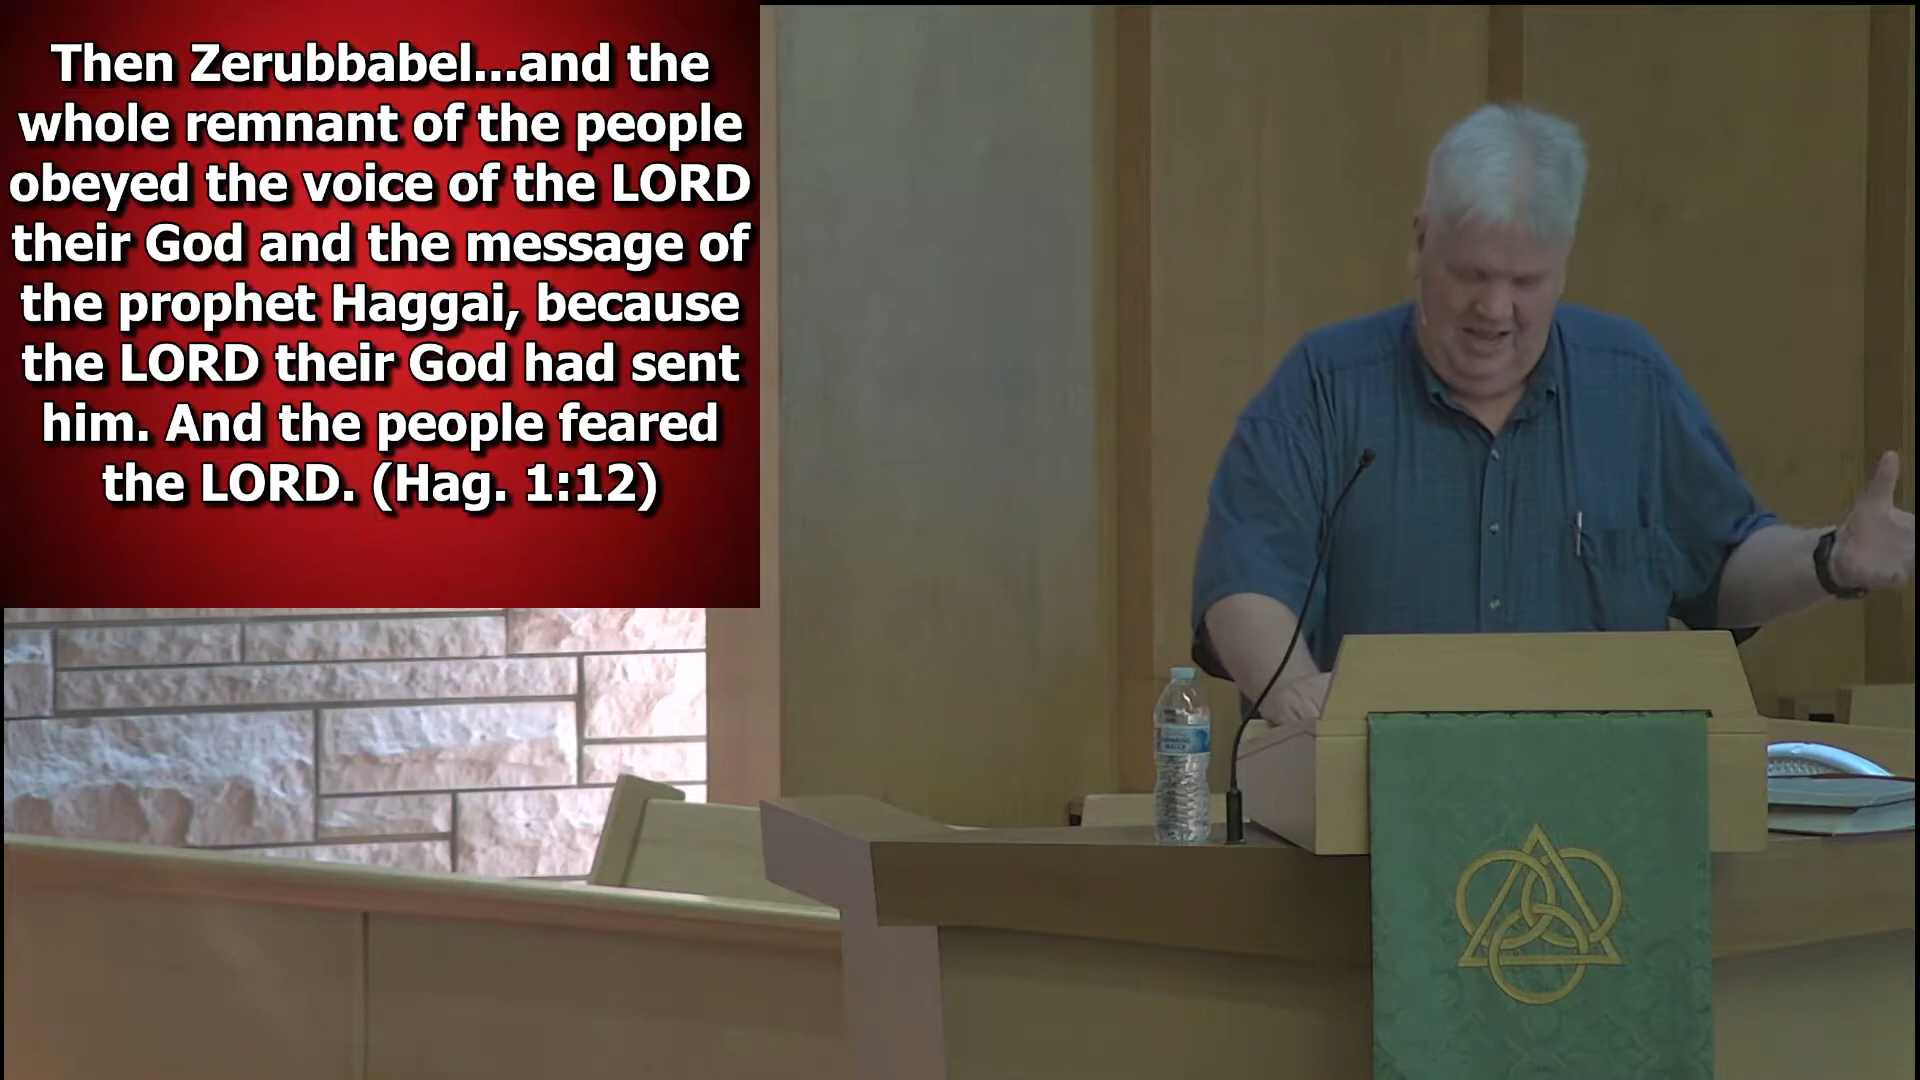 Then Zerubbabel...and the
whole remnant of the people
obeyed the voice of the LORD
their God and the message of
the prophet Haggai, because
the LORD their God had sent
him. And the people feared
the LORD. (Hag. 1:12)